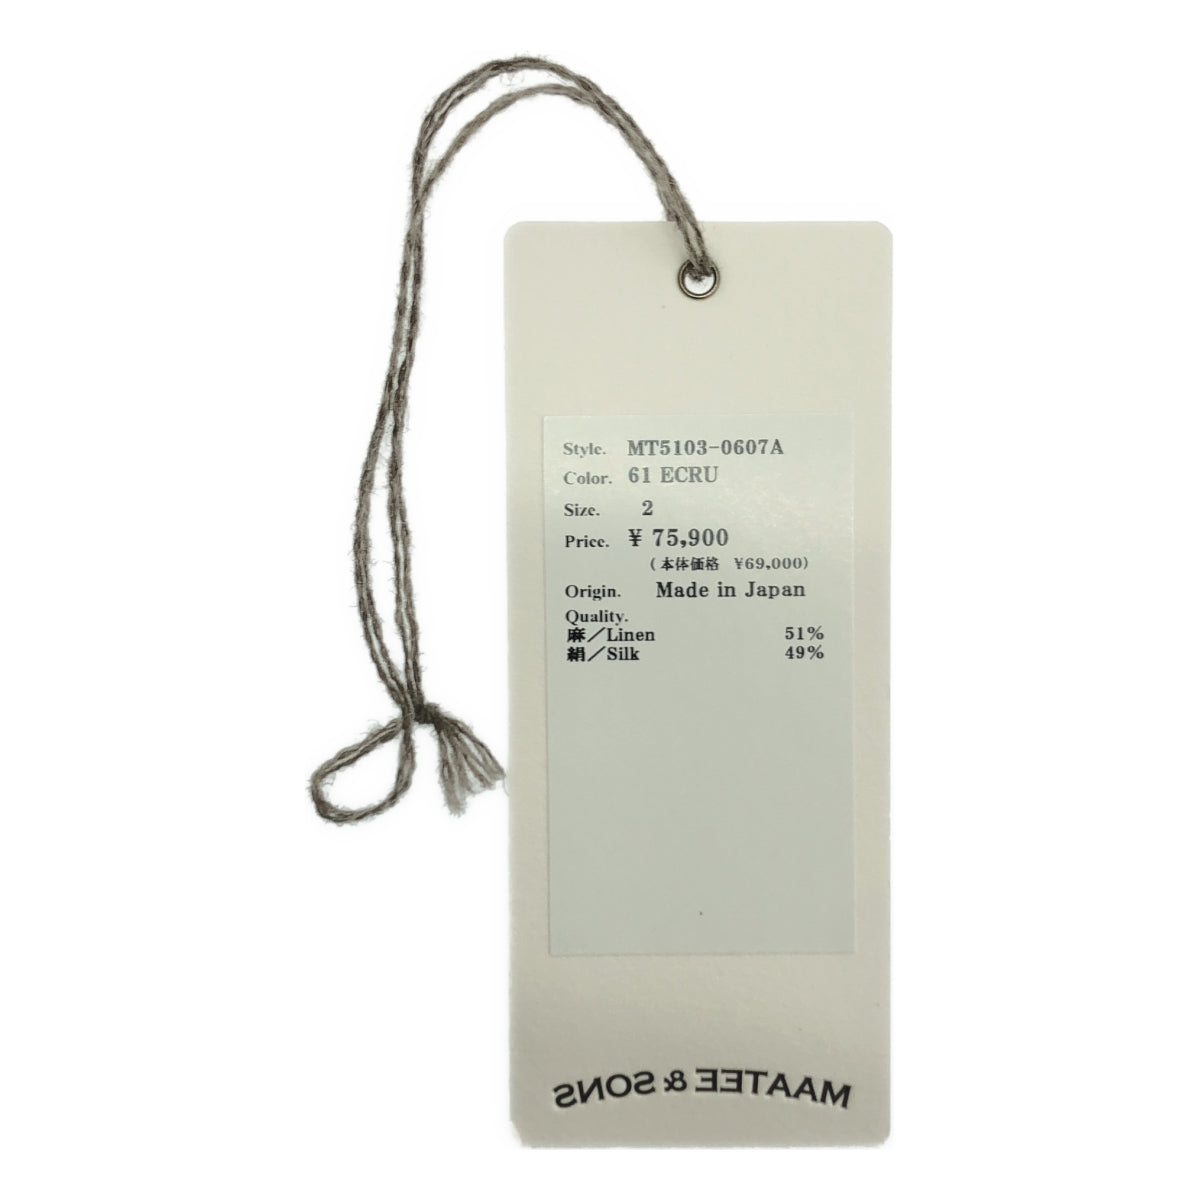 Style. MT5103-0607A
Color. 61 ECRU
Size. 2
Price. ¥ 75,900
(本体価格 ¥69,000)
Origin. Made in Japan
Quality.
麻／Linen 51%
絹／Silk 49%
MAATEE & SONS